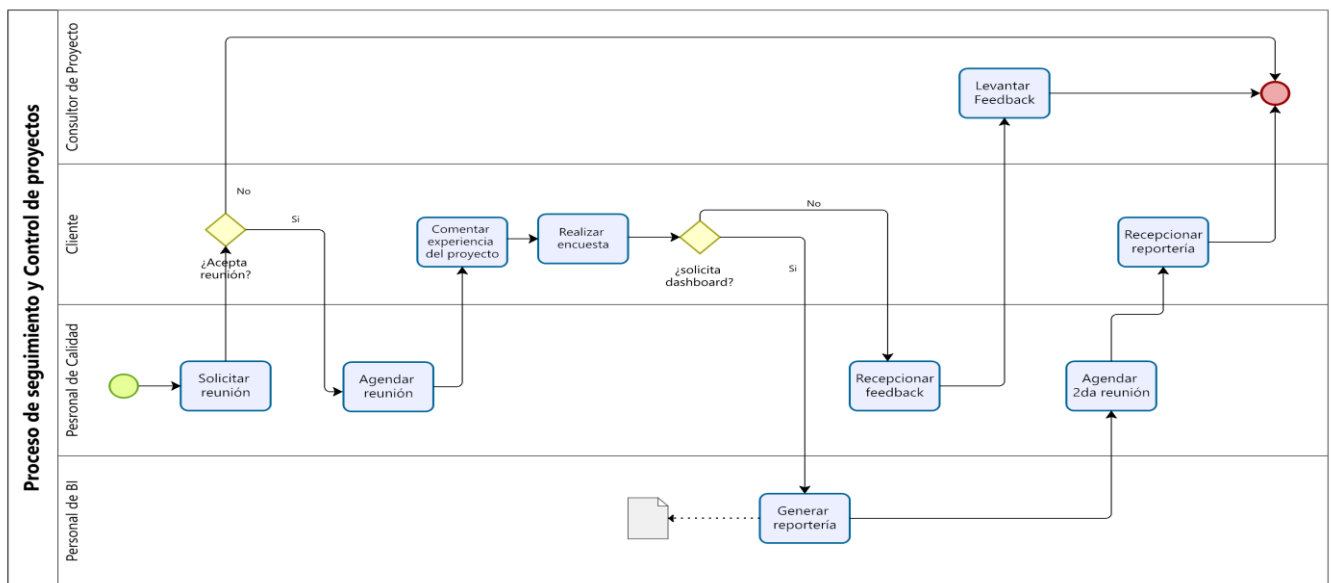 Proceso de seguimiento y Control de proyectos
Consultor de Proyecto
Levantar
Feedback
No
Cliente
¿Acepta
reunión?
Si
Comentar
experiencia
del proyecto
Realizar
encuesta
¿solicita
dashboard?
No
Si
Recepcionar
reportería
Pesronal de Calidad
Solicitar
reunión
Agendar
reunión
Recepcionar
feedback
Agendar
2da reunión
Personal de BI
Generar
reportería